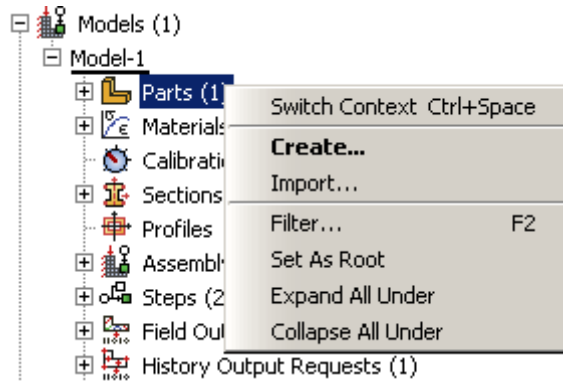 Models (1)
Model-1
Parts (1)
Materials
Calibrati
Sections
Profiles
Assembl
Steps (2
Field Out
History Output Requests (1)
Switch Context Ctrl+Space
Create...
Import...
Filter... F2
Set As Root
Expand All Under
Collapse All Under